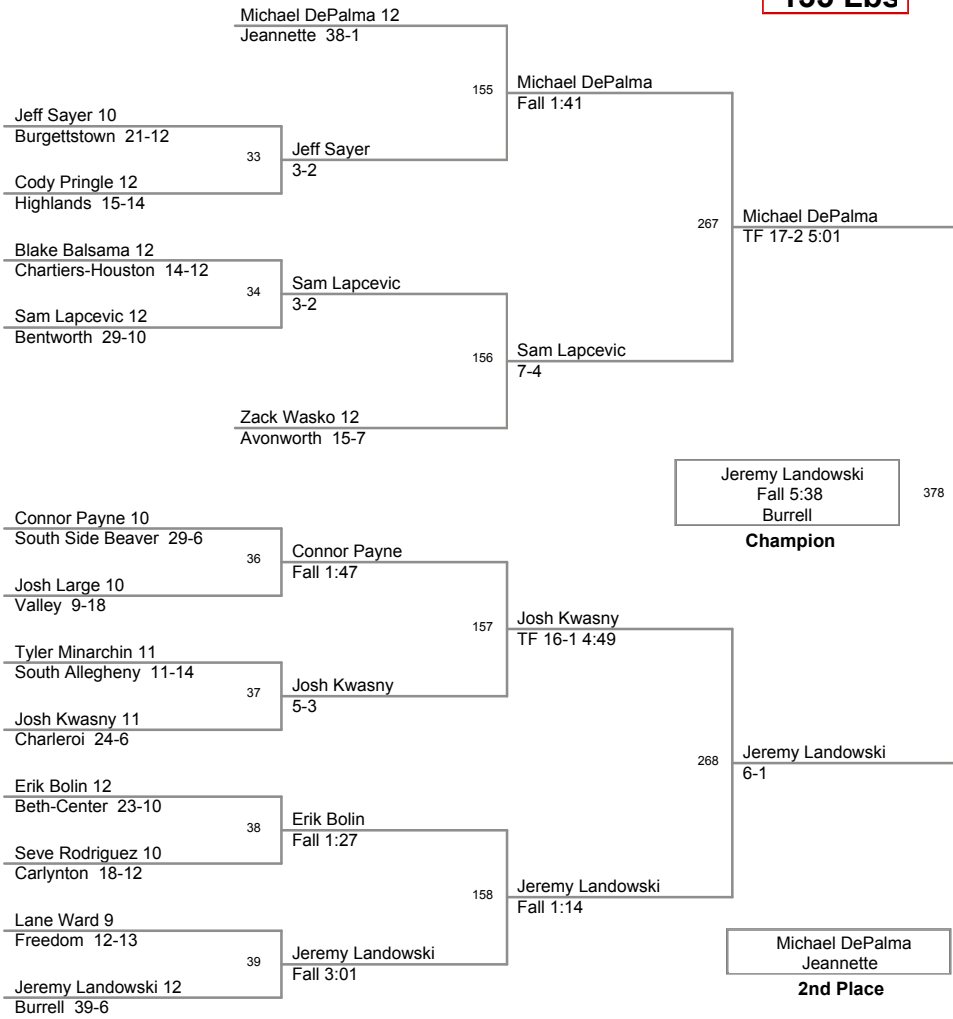 Lbs
Michael DePalma 12
Jeannette 38-1
155
Michael DePalma
Fall 1:41
Jeff Sayer 10
Burgettstown 21-12
33
Jeff Sayer
3-2
Cody Pringle 12
Highlands 15-14
267
Michael DePalma
TF 17-2 5:01
Blake Balsama 12
Chartiers-Houston 14-12
34
Sam Lapcevic
3-2
Sam Lapcevic 12
Bentworth 29-10
156
Sam Lapcevic
7-4
Zack Wasko 12
Avonworth 15-7
Jeremy Landowski
Fall 5:38
Burrell
378
Champion
Connor Payne 10
South Side Beaver 29-6
36
Connor Payne
Fall 1:47
Josh Large 10
Valley 9-18
157
Josh Kwasny
TF 16-1 4:49
Tyler Minarchin 11
South Allegheny 11-14
37
Josh Kwasny
5-3
Josh Kwasny 11
Charleroi 24-6
268
Jeremy Landowski
6-1
Erik Bolin 12
Beth-Center 23-10
38
Erik Bolin
Fall 1:27
Seve Rodriguez 10
Carlynton 18-12
158
Jeremy Landowski
Fall 1:14
Lane Ward 9
Freedom 12-13
39
Jeremy Landowski
Fall 3:01
Jeremy Landowski 12
Burrell 39-6
Michael DePalma
Jeannette
2nd Place